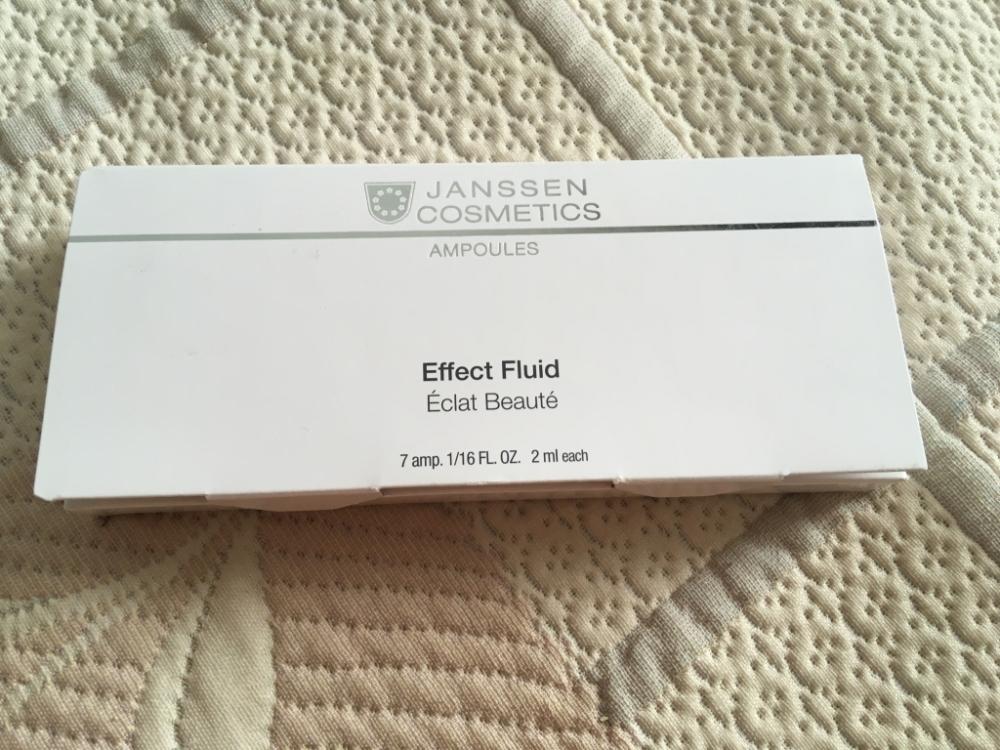 JANSSEN
COSMETICS
AMPOULES
Effect Fluid
Éclat Beauté
7 amp. 1/16 FL. OZ. 2 ml each